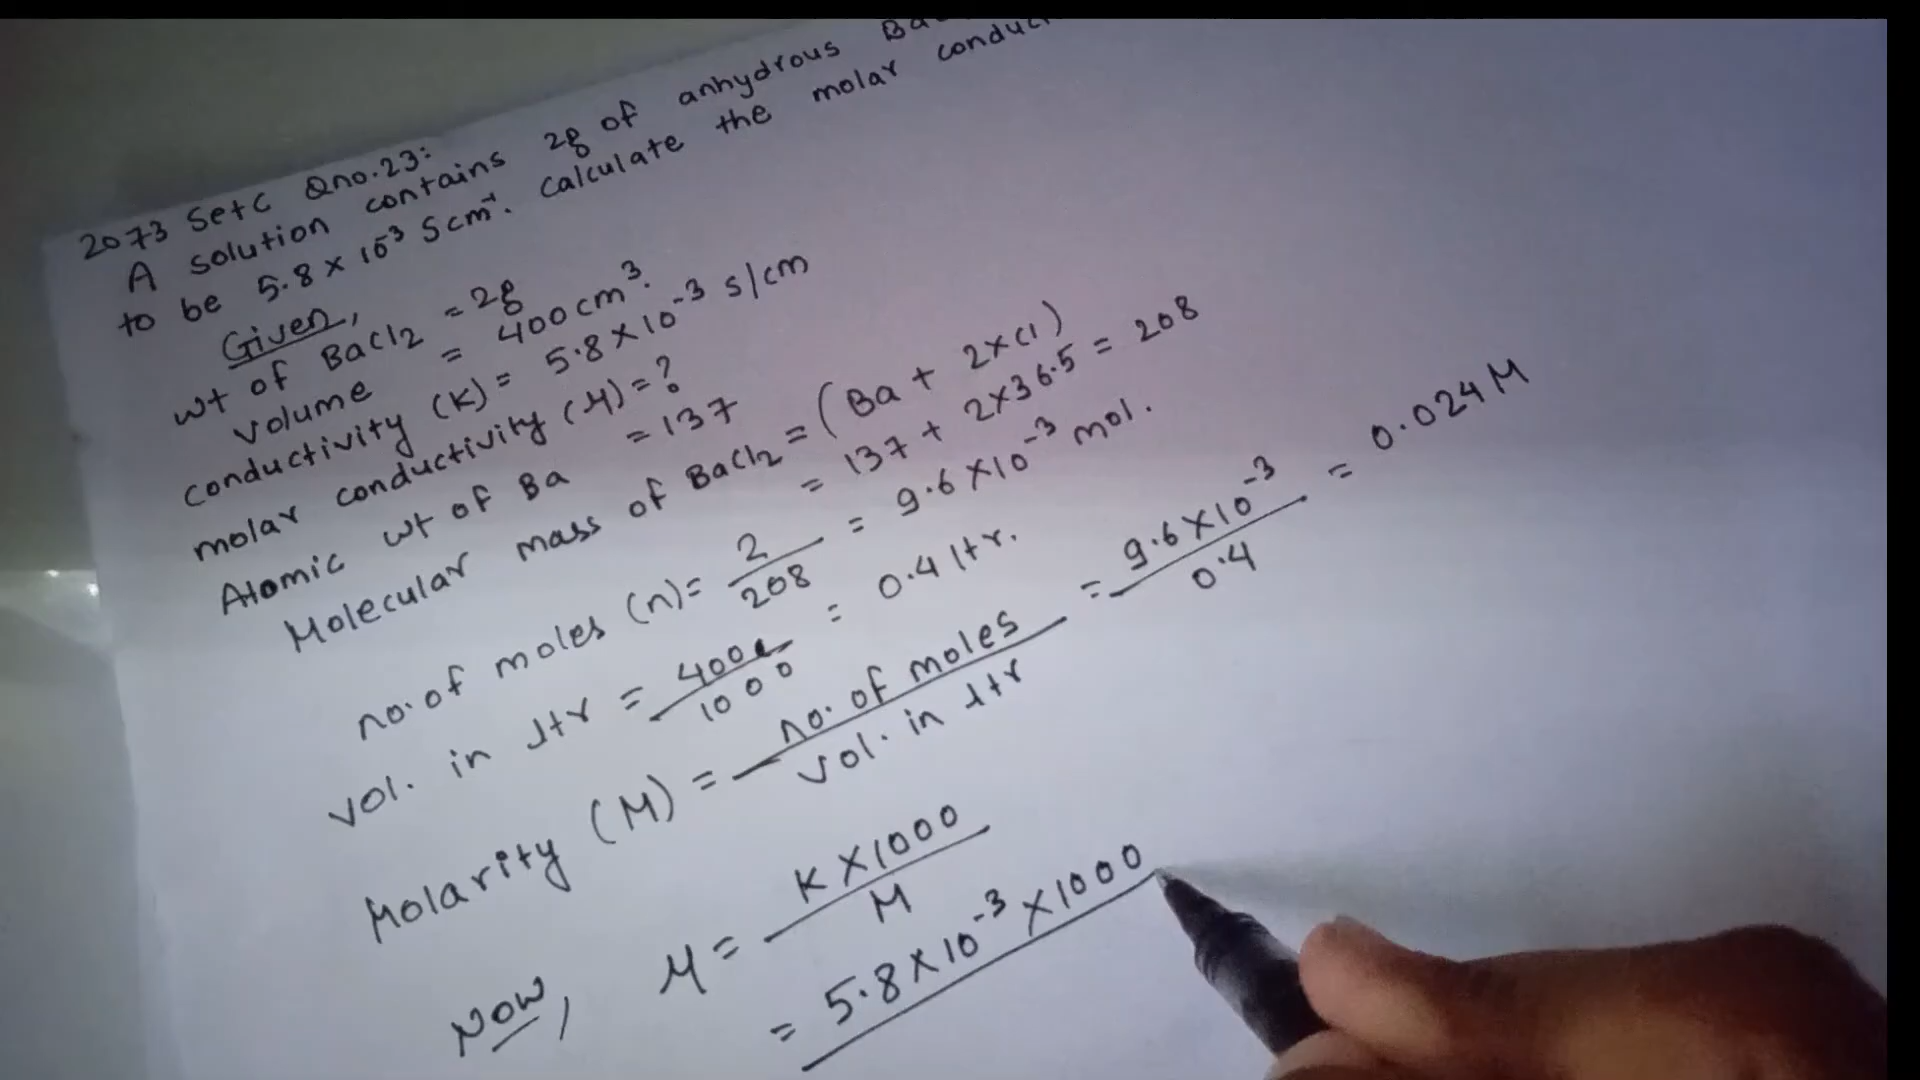 2073 Set C Qno.23:
A solution contains 2g of anhydrous Ba
to be 5.8 × 10⁻³ S cm⁻¹. calculate the molar conduc
Given,
wt of BaCl2 = 2g
volume = 400 cm³.
conductivity (K) = 5.8 × 10⁻³ s/cm
molar conductivity (μ) = ?
Atomic wt of Ba = 137
Molecular mass of BaCl2 = (Ba + 2×Cl)
= 137 + 2×36.5 = 208
no. of moles (n) = 2/208 = 9.6 × 10⁻³ mol.
vol. in ltr = 400/1000 = 0.4 ltr.
Molarity (M) = no. of moles/vol. in ltr = 9.6 × 10⁻³/0.4 = 0.024 M
Now, μ = K × 1000/M
= 5.8 × 10⁻³ × 1000